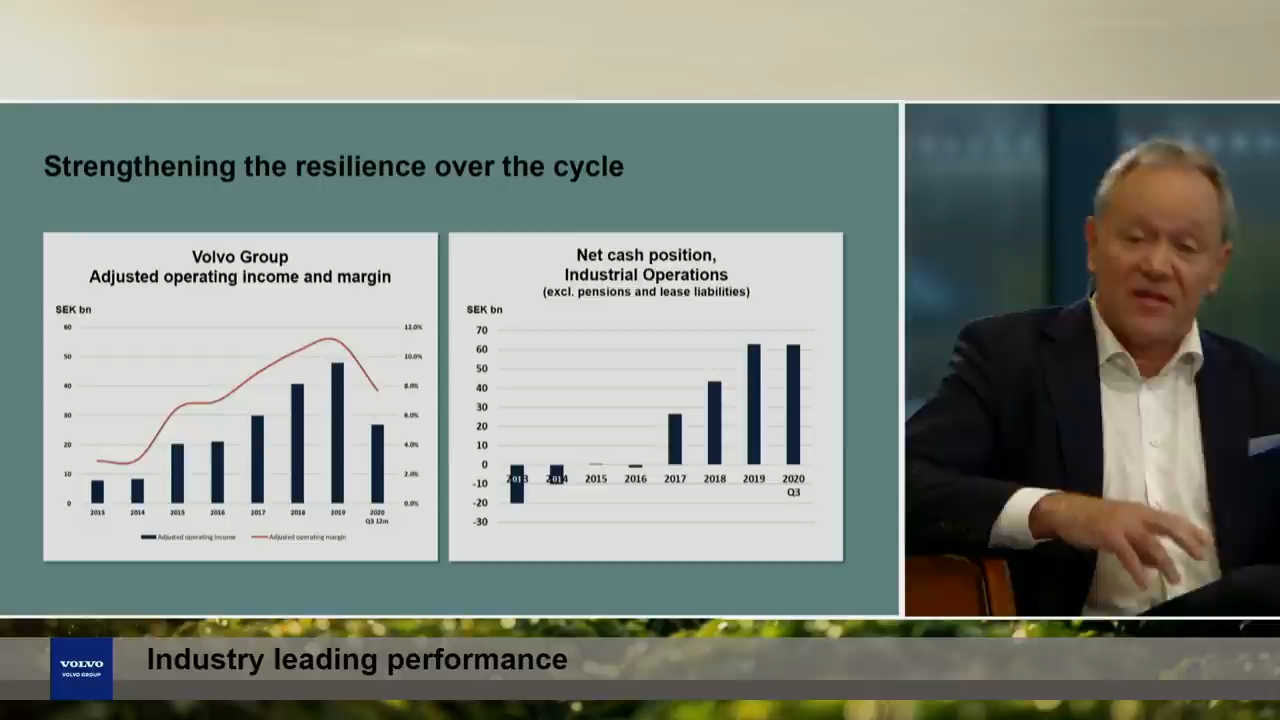 Strengthening the resilience over the cycle
Volvo Group
Adjusted operating income and margin
SEK bn
60
50
40
30
20
10
0
12.0%
10.0%
8.0%
6.0%
4.0%
2.0%
0.0%
2013 2014 2015 2016 2017 2018 2019 2020
Q3 12m
Adjusted operating income Adjusted operating margin
Net cash position,
Industrial Operations
(excl. pensions and lease liabilities)
SEK bn
70
60
50
40
30
20
10
0
-10
-20
-30
2013 2014 2015 2016 2017 2018 2019 2020
Q3
VOLVO
VOLVO GROUP
Industry leading performance